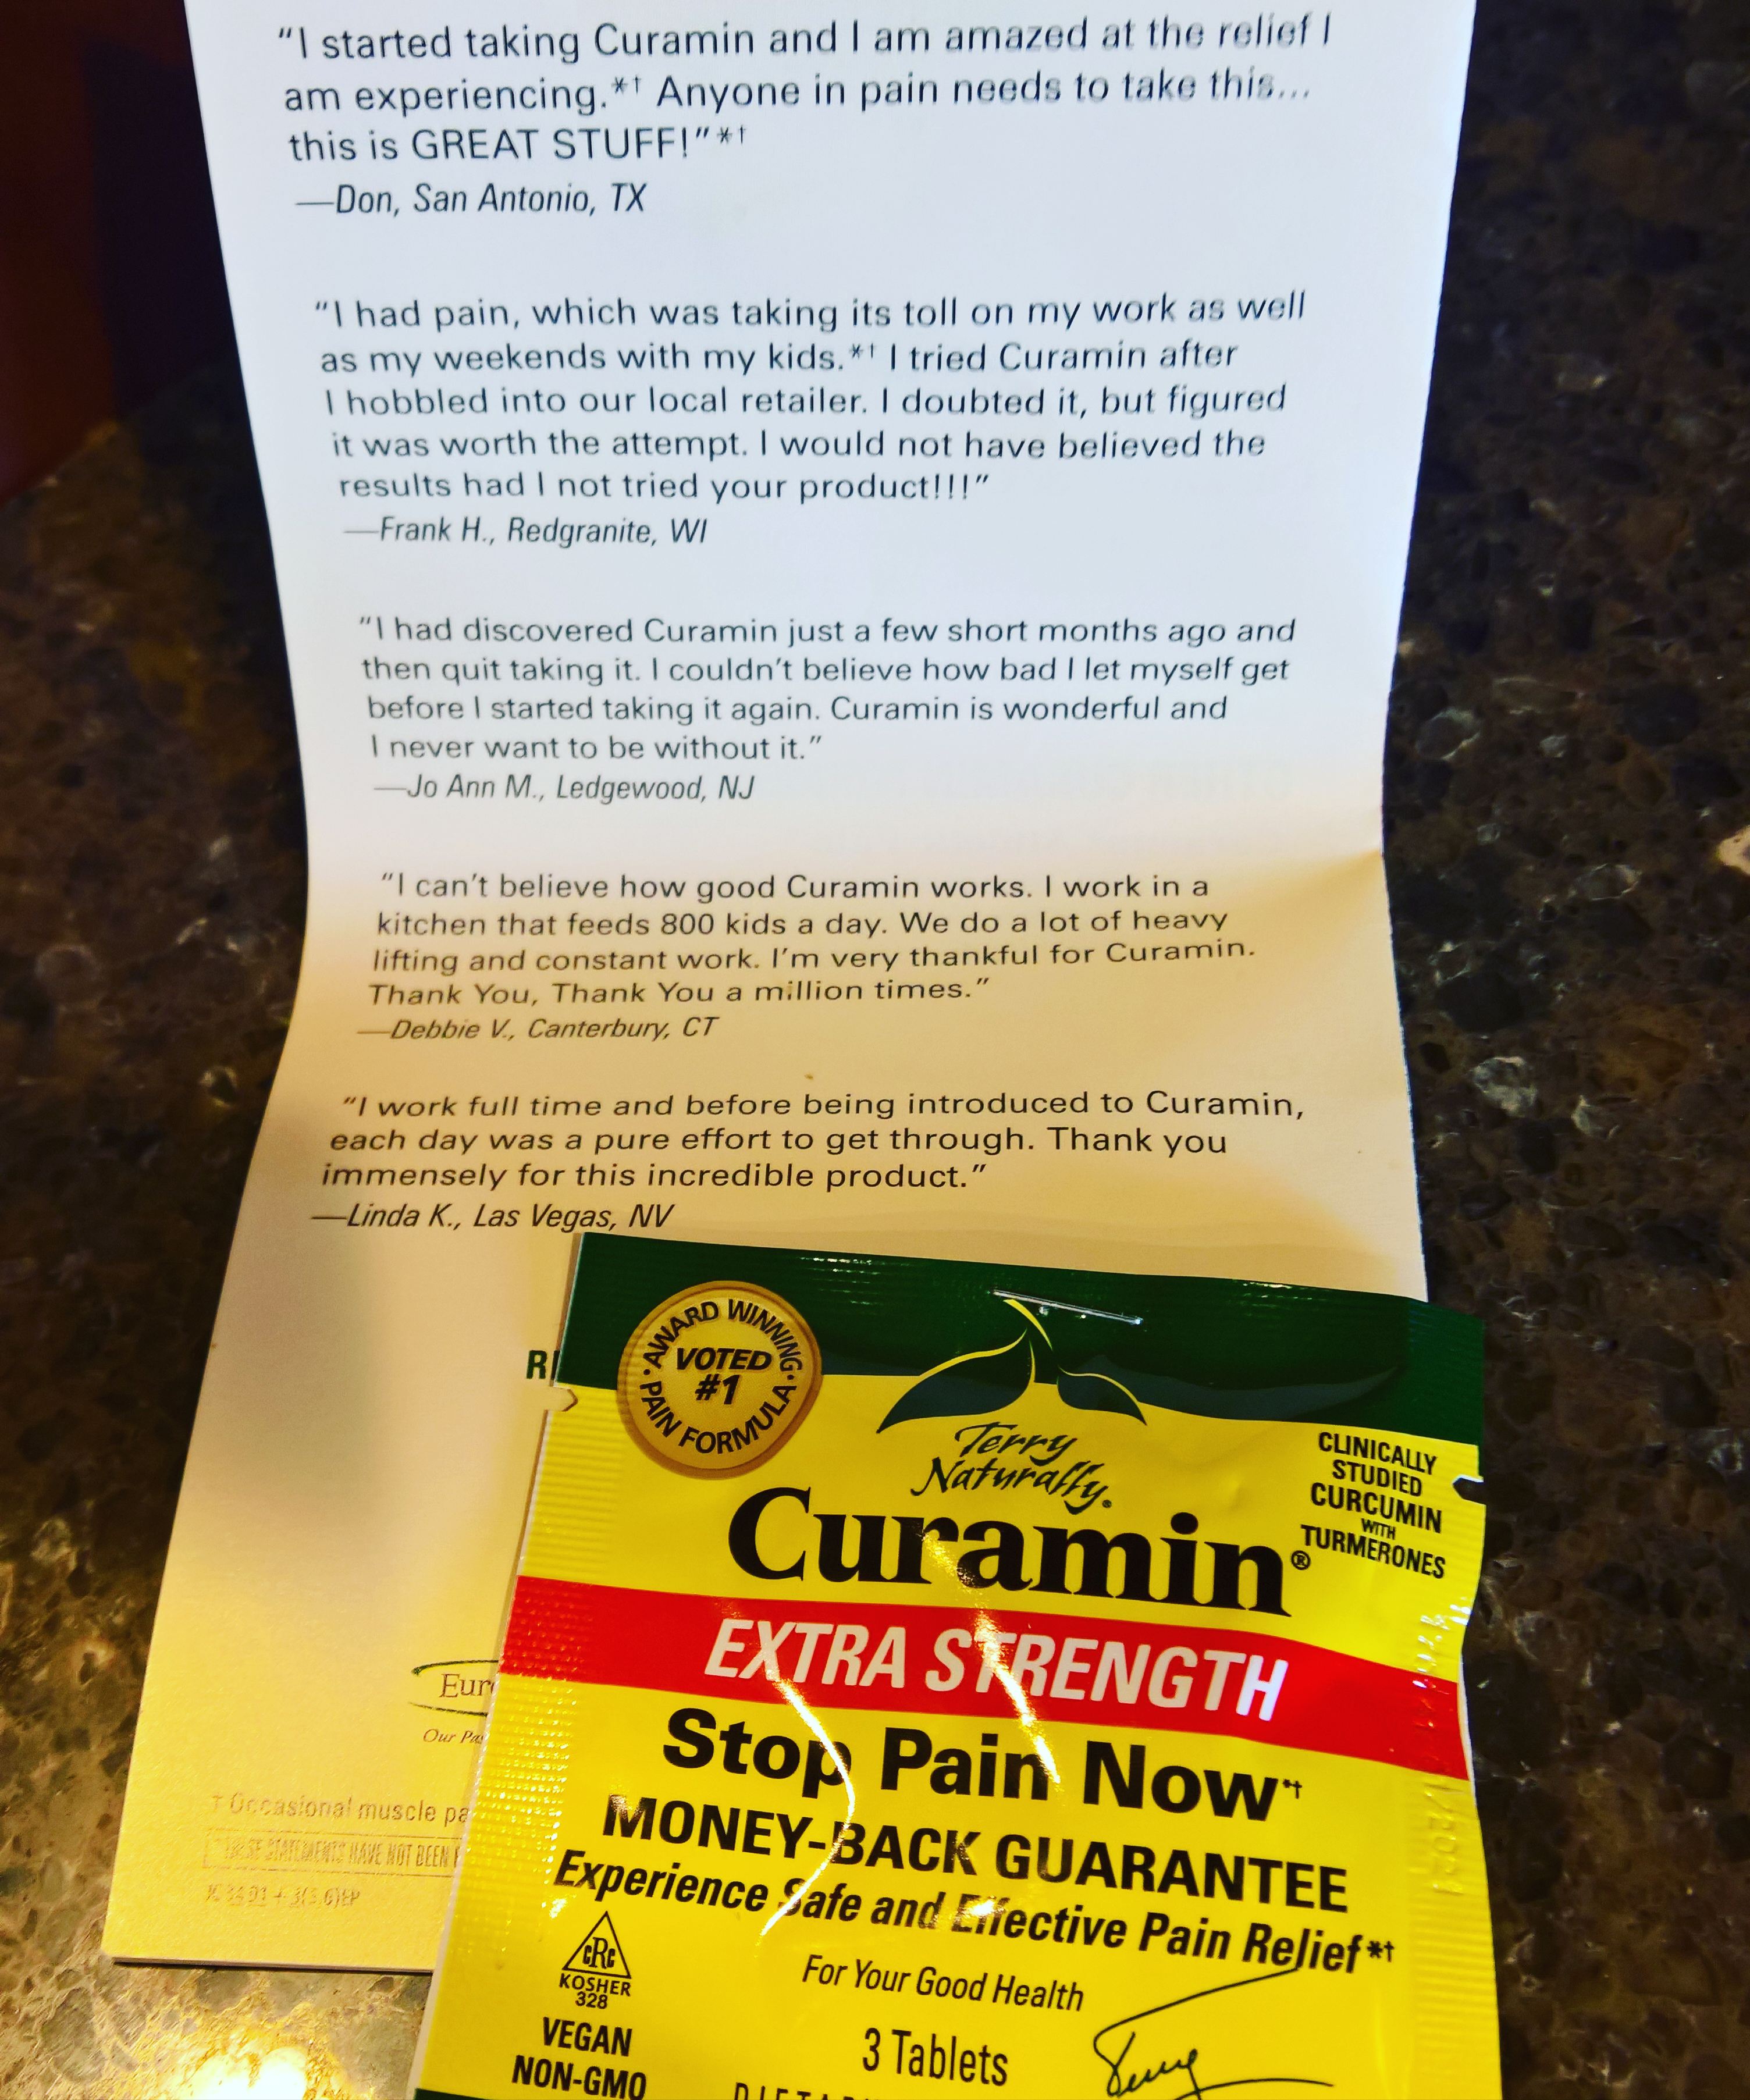 “I started taking Curamin and I am amazed at the relief I
am experiencing.*† Anyone in pain needs to take this...
this is GREAT STUFF!”*†
—Don, San Antonio, TX
“I had pain, which was taking its toll on my work as well
as my weekends with my kids.*† I tried Curamin after
I hobbled into our local retailer. I doubted it, but figured
it was worth the attempt. I would not have believed the
results had I not tried your product!!!”
—Frank H., Redgranite, WI
“I had discovered Curamin just a few short months ago and
then quit taking it. I couldn’t believe how bad I let myself get
before I started taking it again. Curamin is wonderful and
I never want to be without it.”
—Jo Ann M., Ledgewood, NJ
“I can’t believe how good Curamin works. I work in a
kitchen that feeds 800 kids a day. We do a lot of heavy
lifting and constant work. I’m very thankful for Curamin.
Thank You, Thank You a million times.”
—Debbie V., Canterbury, CT
“I work full time and before being introduced to Curamin,
each day was a pure effort to get through. Thank you
immensely for this incredible product.”
—Linda K., Las Vegas, NV
Our
† Occasional muscle
THESE STATEMENTS HAVE NOT BEEN
AWARD WINNING
VOTED
#1
PAIN FORMULA
Terry
Naturally®
CLINICALLY
STUDIED
CURCUMIN
WITH
TURMERONES
Curamin®
EXTRA STRENGTH
Stop Pain Now*†
MONEY-BACK GUARANTEE
Experience Safe and Effective Pain Relief*†
For Your Good Health
3 Tablets
Terry
cRc
KOSHER
328
VEGAN
NON-GMO